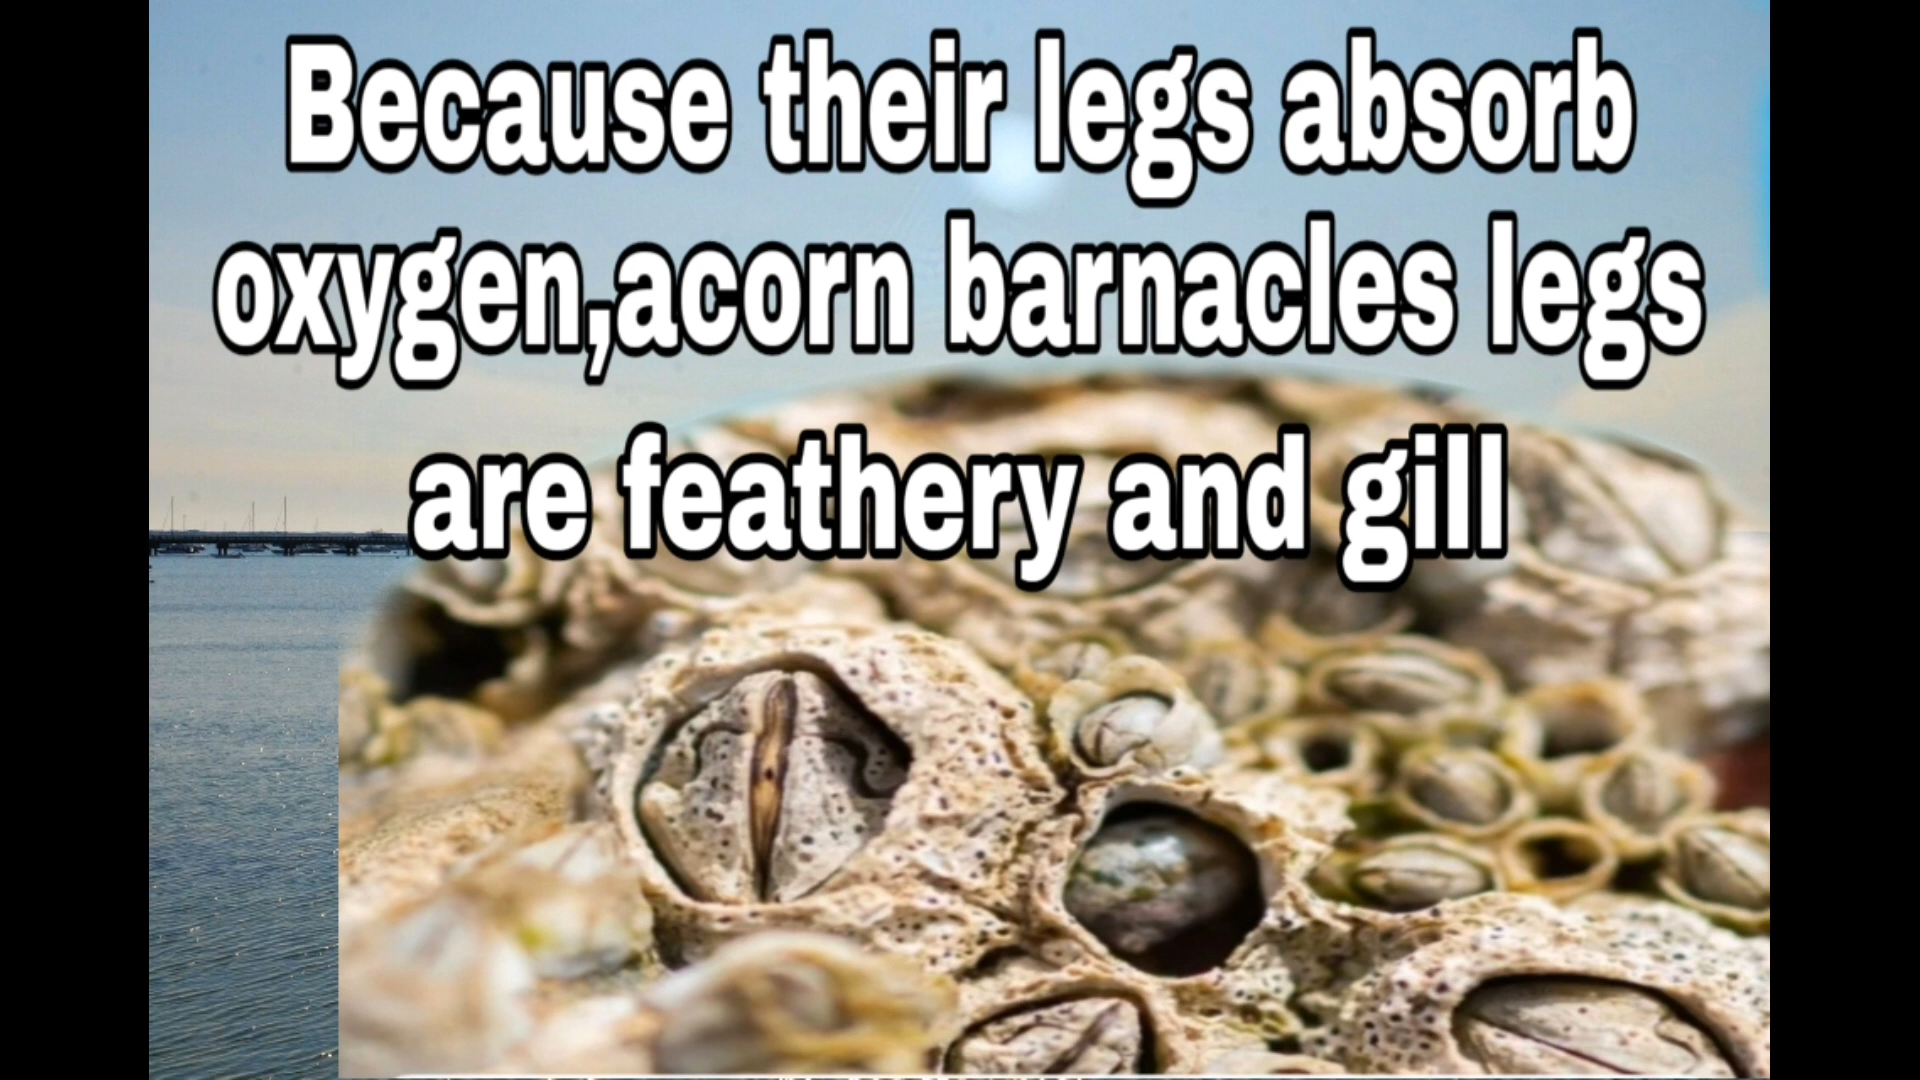 Because their legs absorb
oxygen,acorn barnacles legs
are feathery and gill